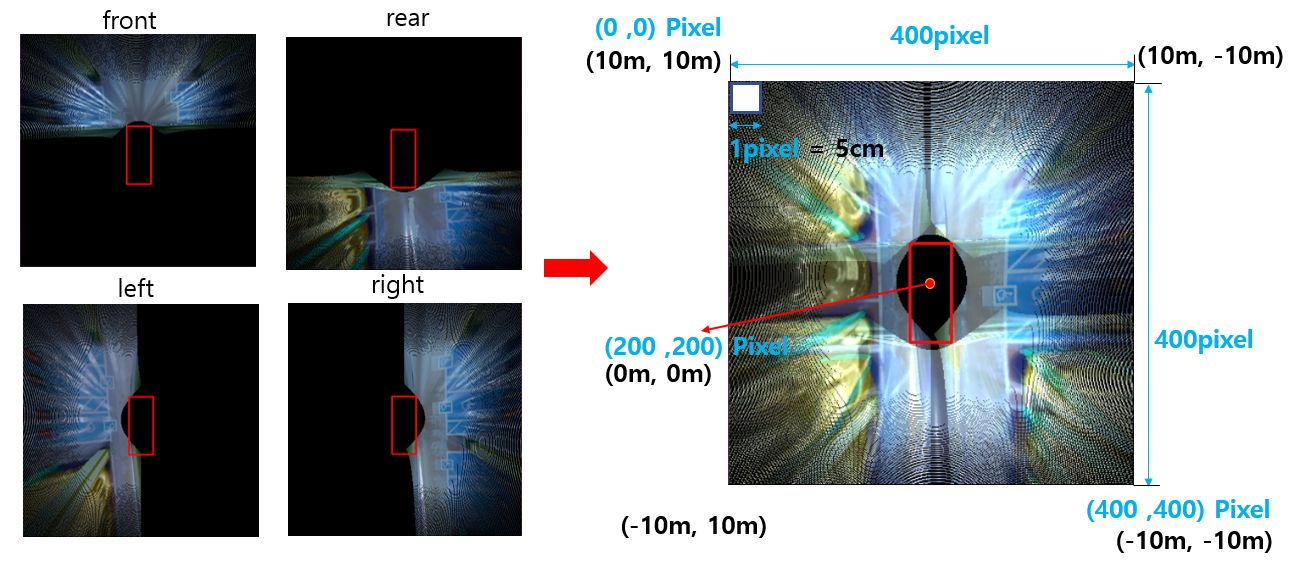 front
rear
left
right
(0 ,0) Pixel
(10m, 10m)
400pixel
(10m, -10m)
1pixel = 5cm
(200 ,200) Pixel
(0m, 0m)
400pixel
(-10m, 10m)
(400 ,400) Pixel
(-10m, -10m)